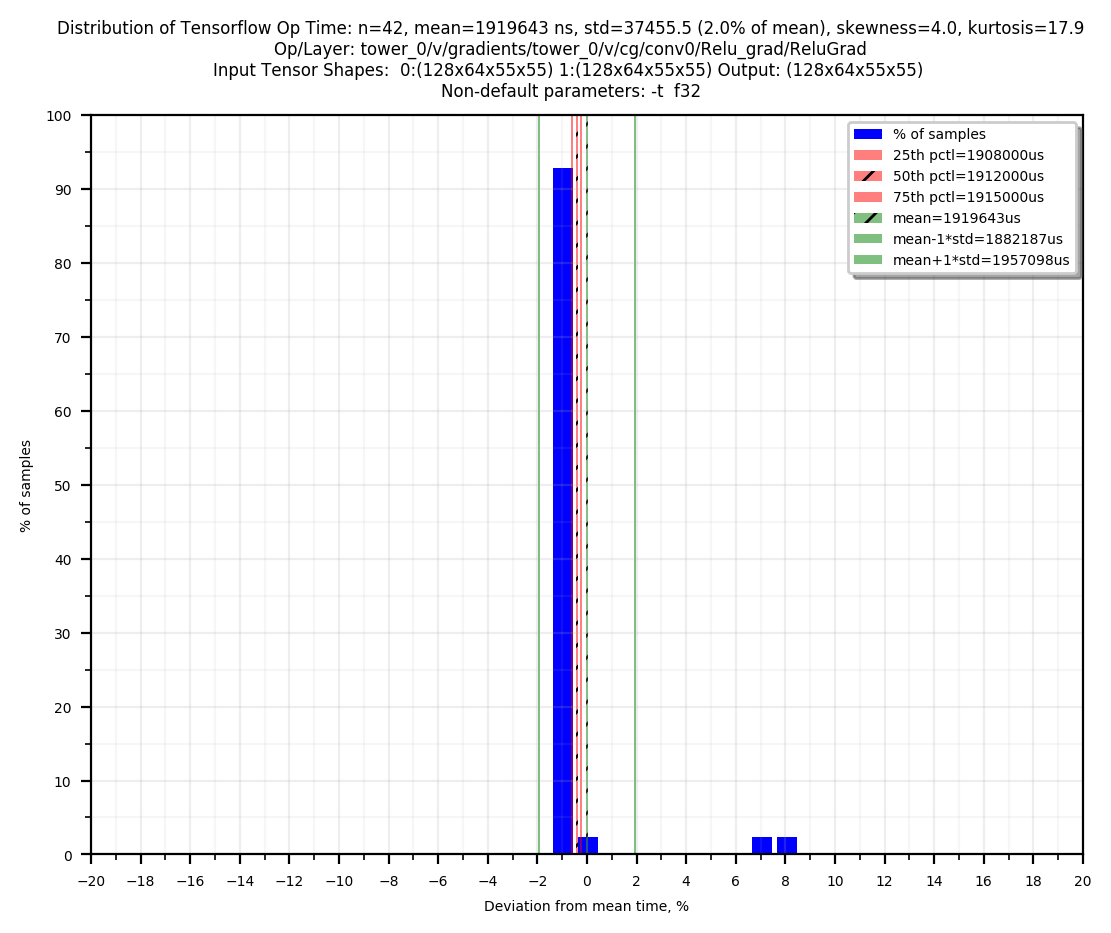 Distribution of Tensorflow Op Time: n=42, mean=1919643 ns, std=37455.5 (2.0% of mean), skewness=4.0, kurtosis=17.9
Op/Layer: tower_0/v/gradients/tower_0/v/cg/conv0/Relu_grad/ReluGrad
Input Tensor Shapes:  0:(128x64x55x55) 1:(128x64x55x55) Output: (128x64x55x55)
Non-default parameters: -t  f32
% of samples
25th pctl=1908000us
50th pctl=1912000us
75th pctl=1915000us
mean=1919643us
mean-1*std=1882187us
mean+1*std=1957098us
100
90
80
70
60
50
40
30
20
10
0
% of samples
−20 −18 −16 −14 −12 −10 −8 −6 −4 −2 0 2 4 6 8 10 12 14 16 18 20
Deviation from mean time, %